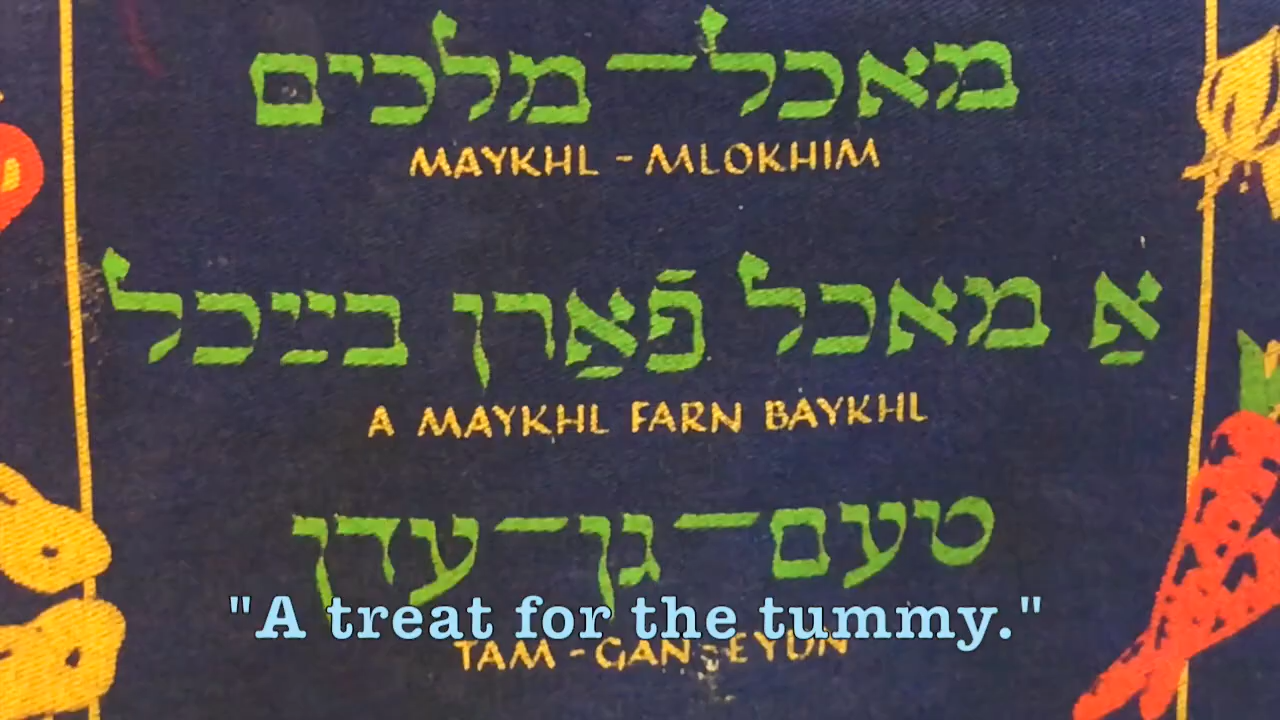 מאכל-מלכים
MAYKHL - MLOKHIM
אַ מאכל פֿאַרן בײַכל
A MAYKHL FARN BAYKHL
טעם-גן-עדן
"A treat for the tummy."
TAM - GAN - EYDN